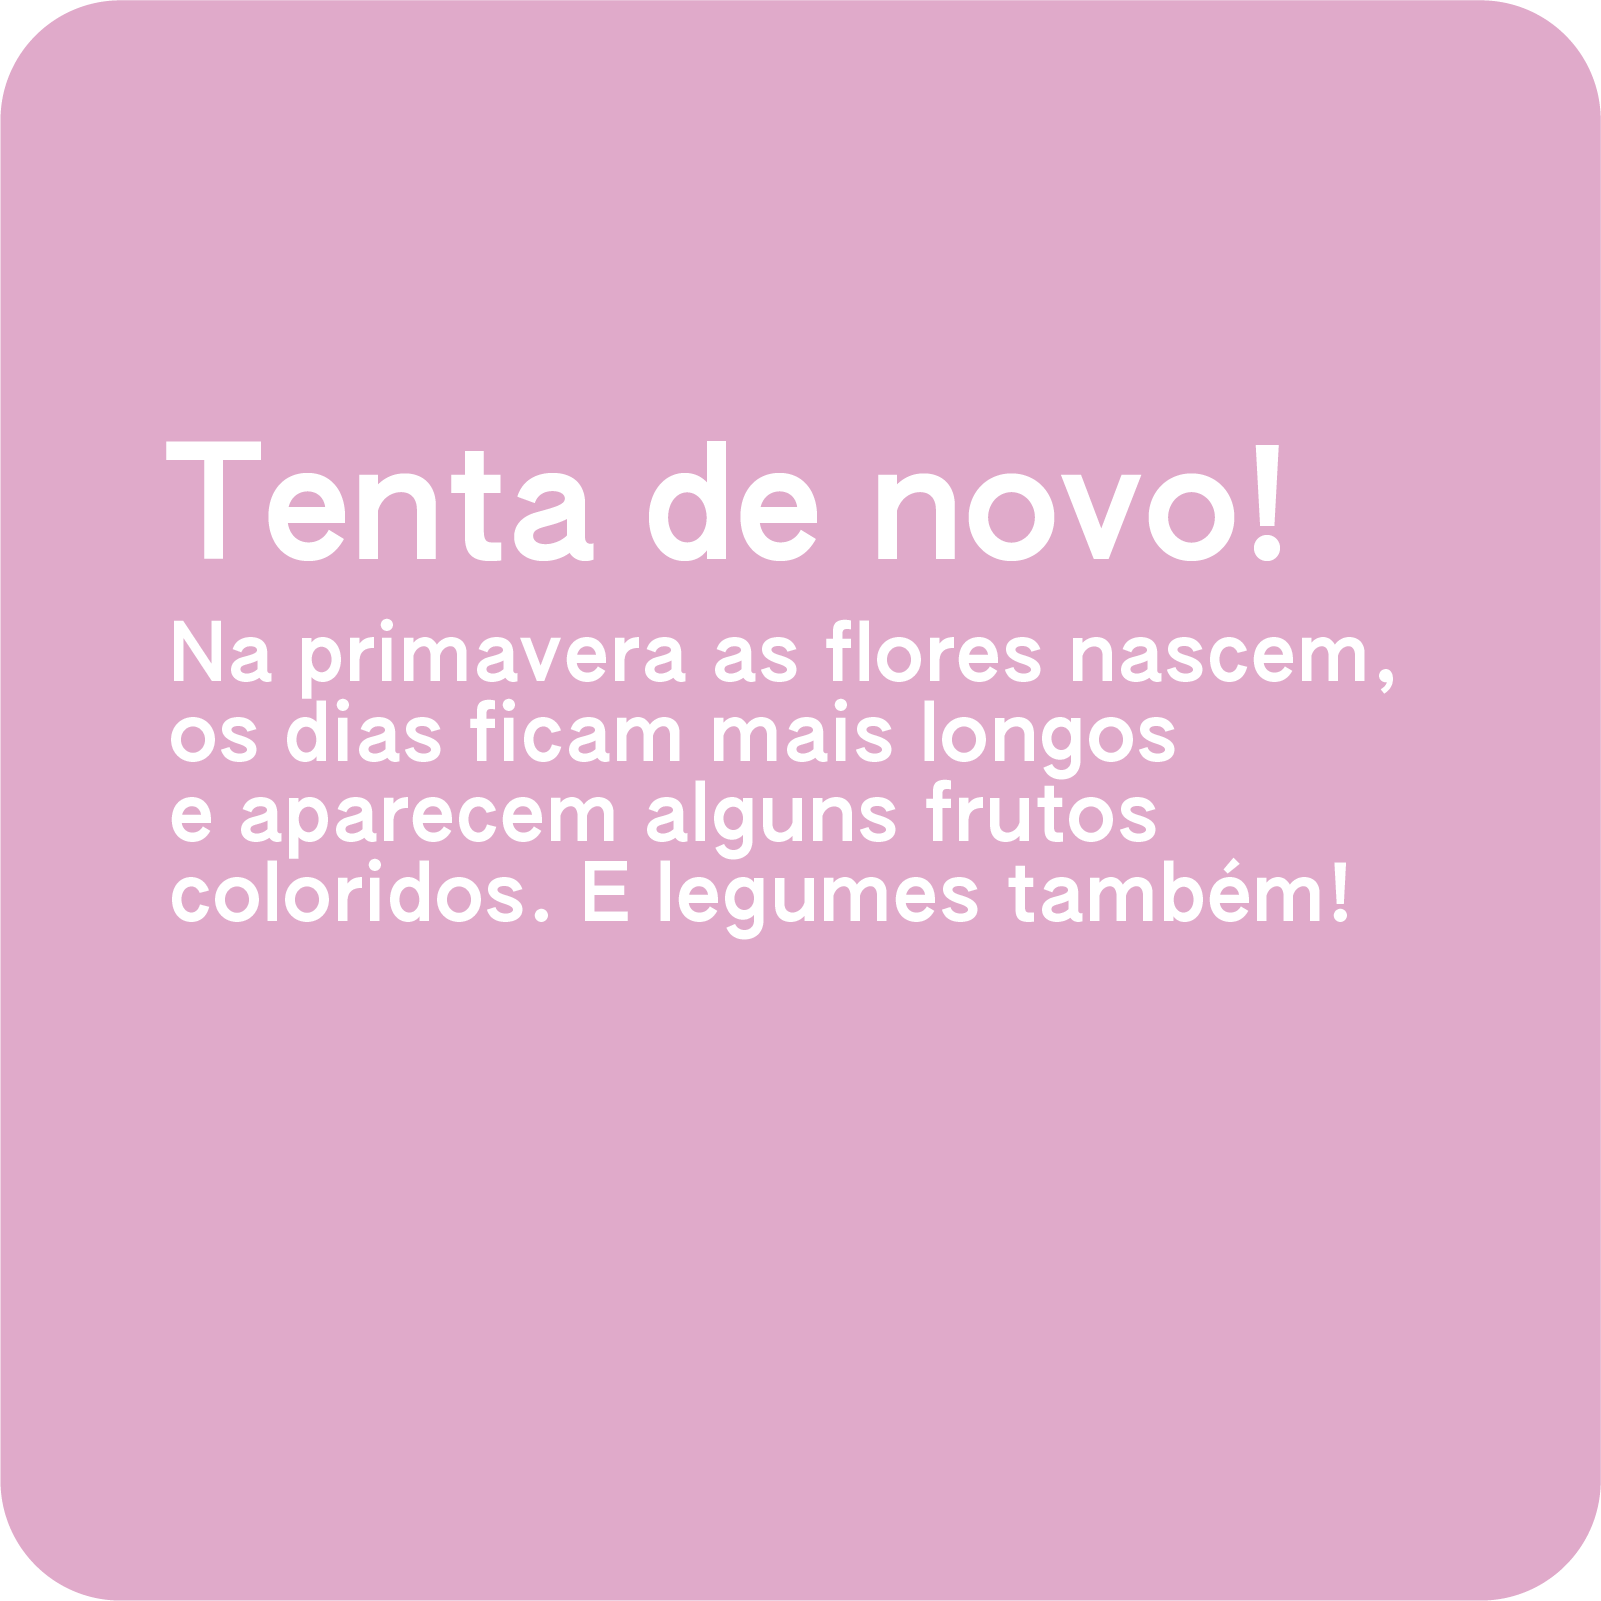 Tenta de novo!
Na primavera as flores nascem,
os dias ficam mais longos
e aparecem alguns frutos
coloridos. E legumes também!